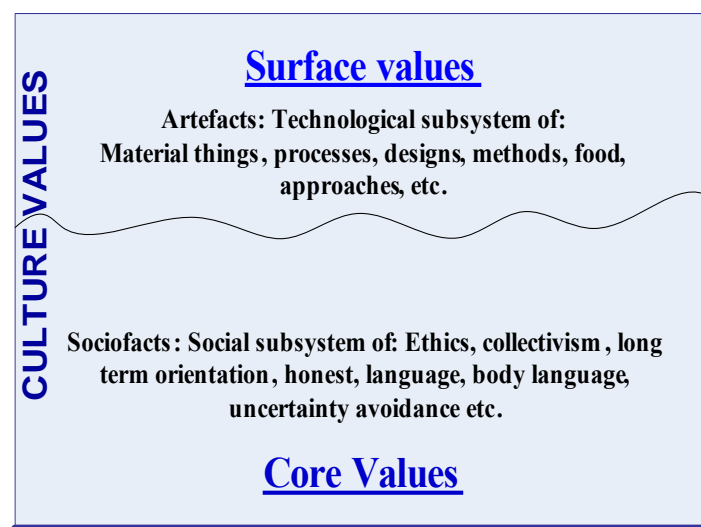 CULTURE VALUES
Surface values
Artefacts: Technological subsystem of:
Material things, processes, designs, methods, food,
approaches, etc.
Sociofacts: Social subsystem of: Ethics, collectivism, long
term orientation, honest, language, body language,
uncertainty avoidance etc.
Core Values